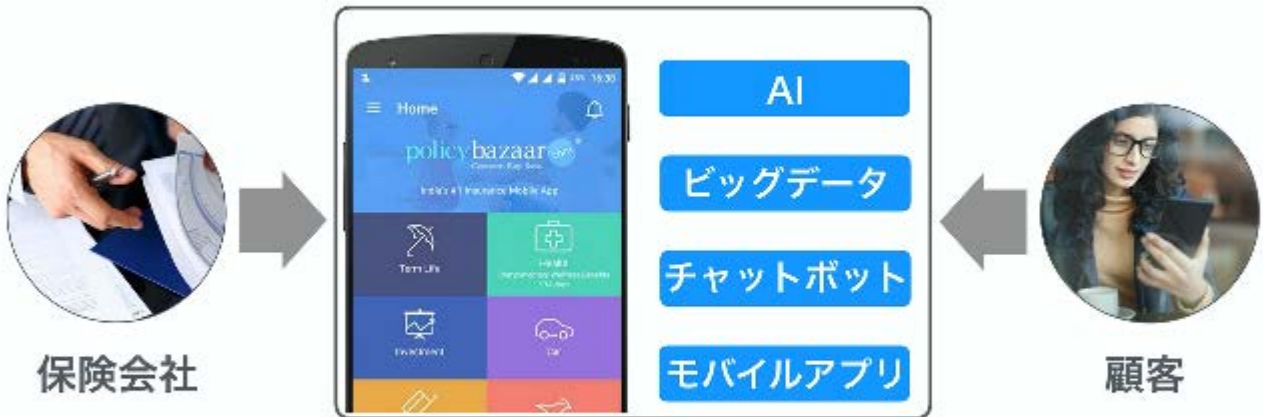 保険会社
16:30
Home
policybazaar
India's #1 Insurance Mobile App
Term Life
Health
Investment
Car
AI
ビッグデータ
チャットボット
モバイルアプリ
顧客